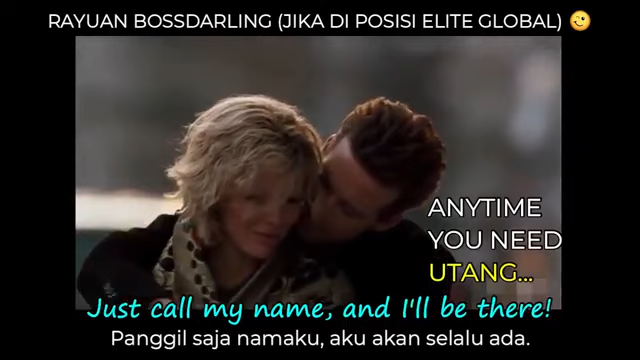 RAYUAN BOSSDARLING (JIKA DI POSISI ELITE GLOBAL) 😉
ANYTIME
YOU NEED
UTANG...
Just call my name, and I'll be there!
Panggil saja namaku, aku akan selalu ada.